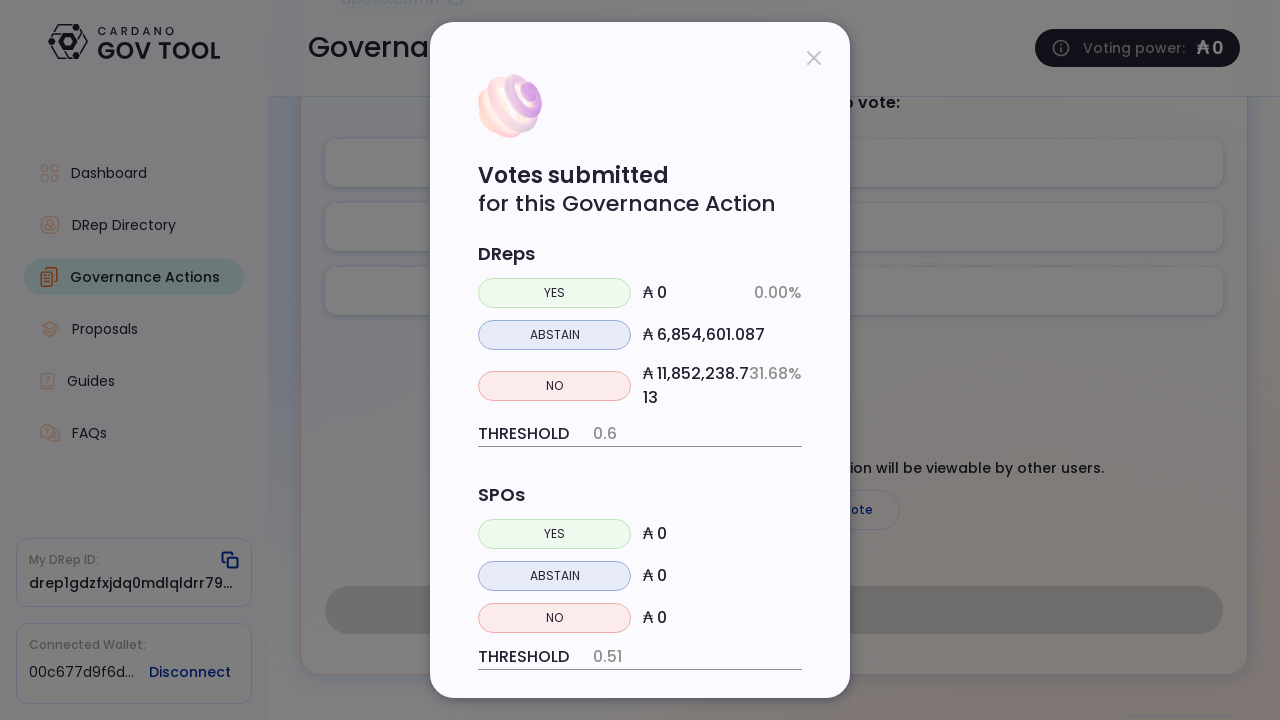 CARDANO
GOV TOOL
Governa
Voting power: ₳ 0
Dashboard
DRep Directory
Governance Actions
Proposals
Guides
FAQs
My DRep ID:
drep1gdzfxjdq0mdlqldrr79...
Connected Wallet:
00c677d9f6d... Disconnect
vote:
ion will be viewable by other users.
ote
Votes submitted
for this Governance Action
DReps
YES ₳ 0 0.00%
ABSTAIN ₳ 6,854,601.087
NO ₳ 11,852,238.7 31.68%
13
THRESHOLD 0.6
SPOs
YES ₳ 0
ABSTAIN ₳ 0
NO ₳ 0
THRESHOLD 0.51